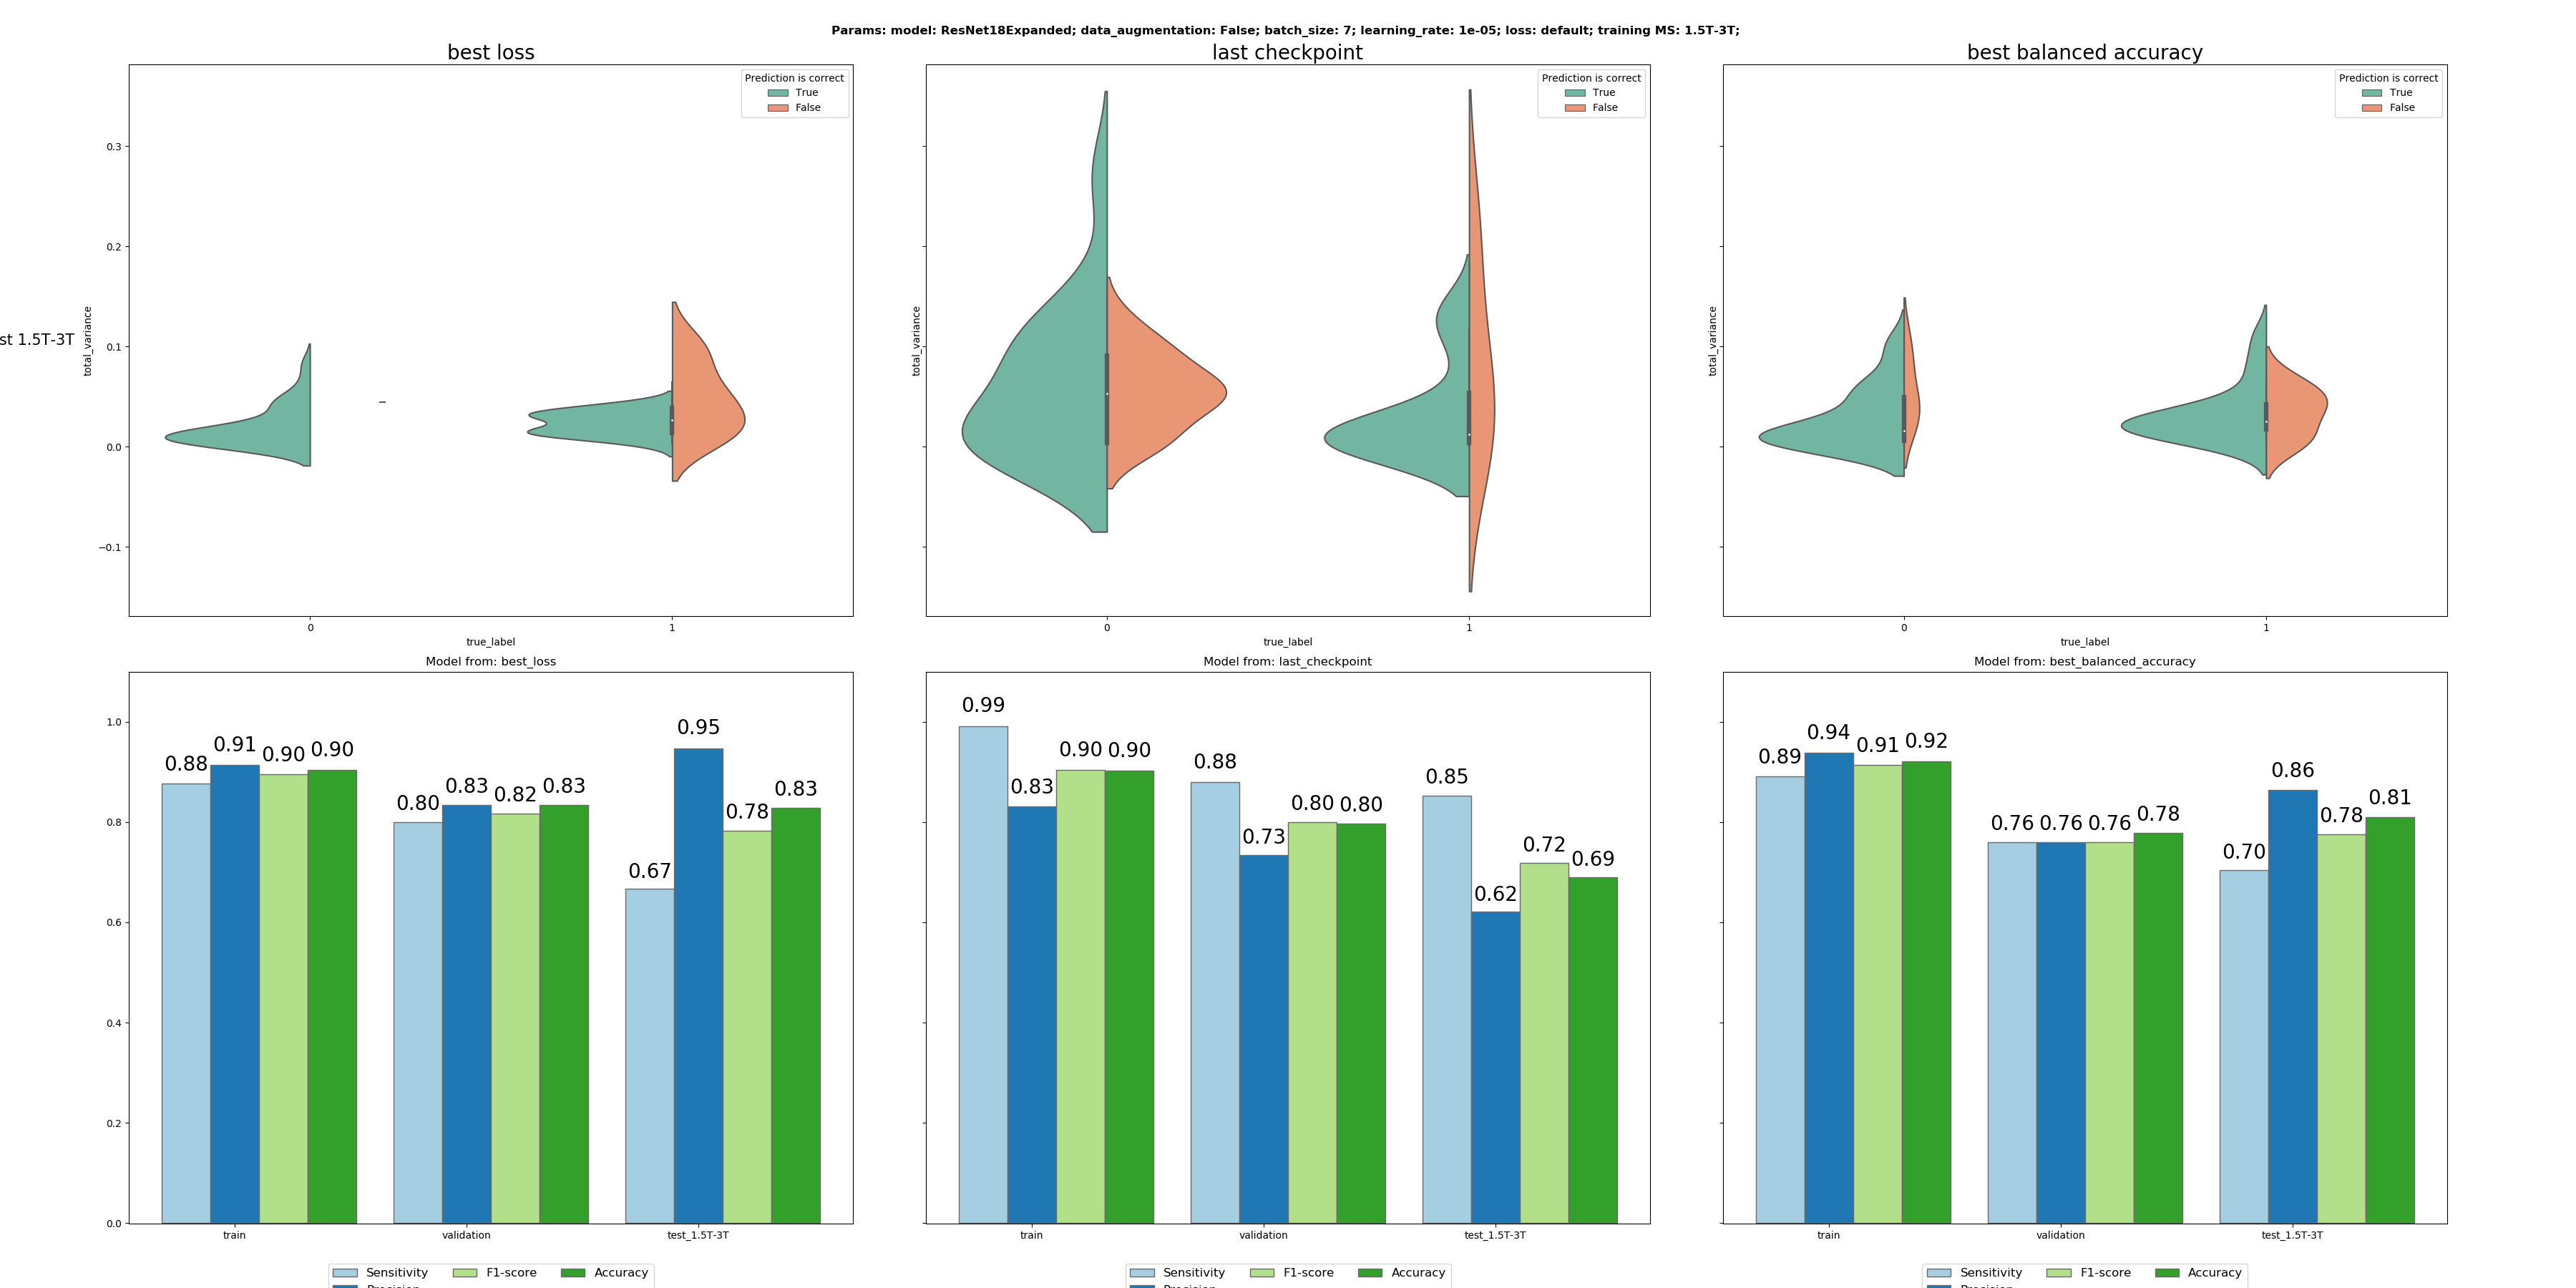 Params: model: ResNet18Expanded; data_augmentation: False; batch_size: 7; learning_rate: 1e-05; loss: default; training MS: 1.5T-3T;
best loss
last checkpoint
best balanced accuracy
Prediction is correct
True
False
Prediction is correct
True
False
Prediction is correct
True
False
st 1.5T-3T
total_variance
0.3
0.2
0.1
0.0
−0.1
total_variance
total_variance
0 1
true_label
0 1
true_label
0 1
true_label
Model from: best_loss
Model from: last_checkpoint
Model from: best_balanced_accuracy
1.0
0.8
0.6
0.4
0.2
0.0
0.88 0.91 0.90 0.90
0.80 0.83 0.82 0.83
0.67 0.95 0.78 0.83
train validation test_1.5T-3T
0.99 0.83 0.90 0.90
0.88 0.73 0.80 0.80
0.85 0.62 0.72 0.69
train validation test_1.5T-3T
0.89 0.94 0.91 0.92
0.76 0.76 0.76 0.78
0.70 0.86 0.78 0.81
train validation test_1.5T-3T
Sensitivity F1-score Accuracy
Sensitivity F1-score Accuracy
Sensitivity F1-score Accuracy